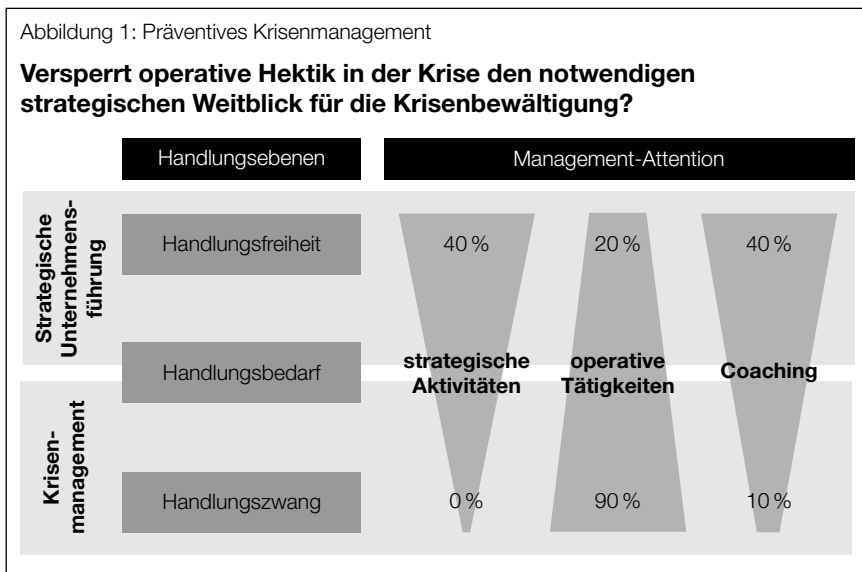 Abbildung 1: Präventives Krisenmanagement
Versperrt operative Hektik in der Krise den notwendigen
strategischen Weitblick für die Krisenbewältigung?
Handlungsebenen
Management-Attention
Strategische
Unternehmens-
führung
Handlungsfreiheit
40 %
20 %
40 %
Handlungsbedarf
strategische
Aktivitäten
operative
Tätigkeiten
Coaching
Krisen-
management
Handlungszwang
0 %
90 %
10 %